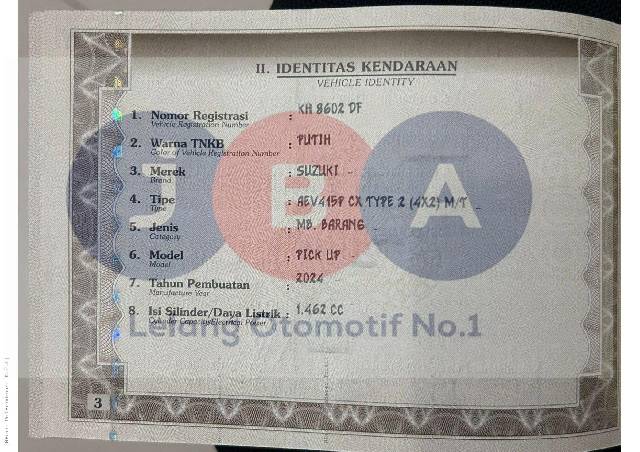 II. IDENTITAS KENDARAAN
VEHICLE IDENTITY
1. Nomor Registrasi : KH 8602 DF
Vehicle Registration Number
2. Warna TNKB : PUTIH
Color of Vehicle Registration Number
3. Merek : SUZUKI -
Brand
4. Tipe : AEV415P CX TYPE 2 (4X2) M/T -
Type
5. Jenis : MB. BARANG -
Category
6. Model : PICK UP -
Model
7. Tahun Pembuatan : 2024
Manufacture Year
8. Isi Silinder/Daya Listrik : 1.462 CC
Cylinder Capacity/Electrical Power
JBA
Lelang Otomotif No.1
3